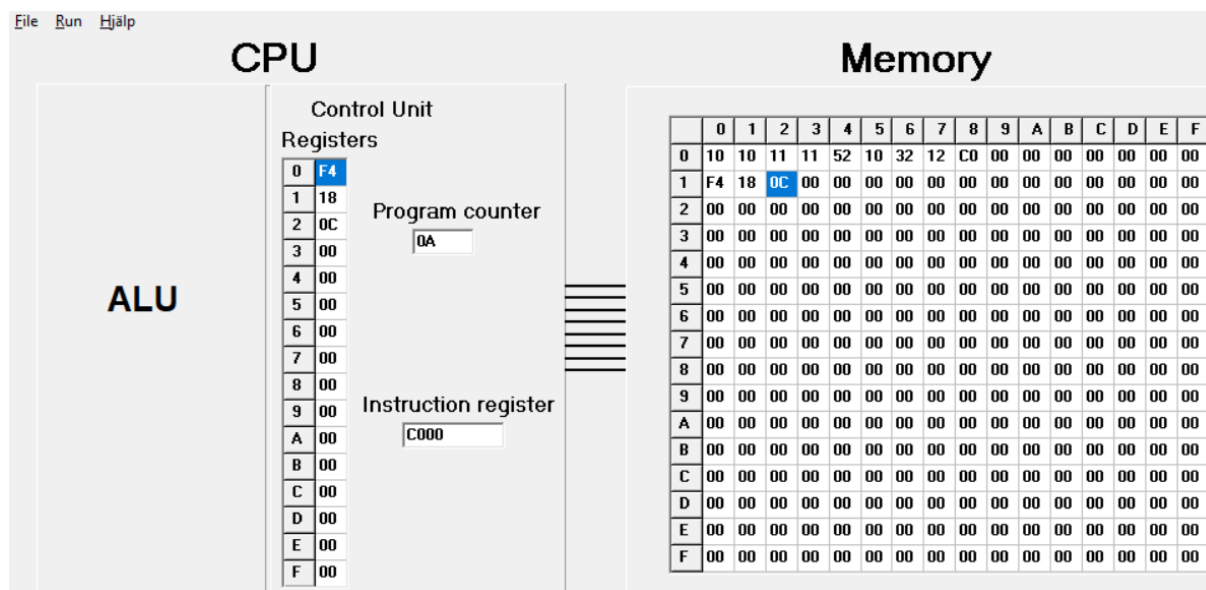 File Run Hjälp
CPU
Memory
ALU
Control Unit
Registers
0 F4
1 18
2 0C
3 00
4 00
5 00
6 00
7 00
8 00
9 00
A 00
B 00
C 00
D 00
E 00
F 00
Program counter
0A
Instruction register
C000
0 1 2 3 4 5 6 7 8 9 A B C D E F
0 10 10 11 11 52 10 32 12 C0 00 00 00 00 00 00 00
1 F4 18 0C 00 00 00 00 00 00 00 00 00 00 00 00 00
2 00 00 00 00 00 00 00 00 00 00 00 00 00 00 00 00
3 00 00 00 00 00 00 00 00 00 00 00 00 00 00 00 00
4 00 00 00 00 00 00 00 00 00 00 00 00 00 00 00 00
5 00 00 00 00 00 00 00 00 00 00 00 00 00 00 00 00
6 00 00 00 00 00 00 00 00 00 00 00 00 00 00 00 00
7 00 00 00 00 00 00 00 00 00 00 00 00 00 00 00 00
8 00 00 00 00 00 00 00 00 00 00 00 00 00 00 00 00
9 00 00 00 00 00 00 00 00 00 00 00 00 00 00 00 00
A 00 00 00 00 00 00 00 00 00 00 00 00 00 00 00 00
B 00 00 00 00 00 00 00 00 00 00 00 00 00 00 00 00
C 00 00 00 00 00 00 00 00 00 00 00 00 00 00 00 00
D 00 00 00 00 00 00 00 00 00 00 00 00 00 00 00 00
E 00 00 00 00 00 00 00 00 00 00 00 00 00 00 00 00
F 00 00 00 00 00 00 00 00 00 00 00 00 00 00 00 00